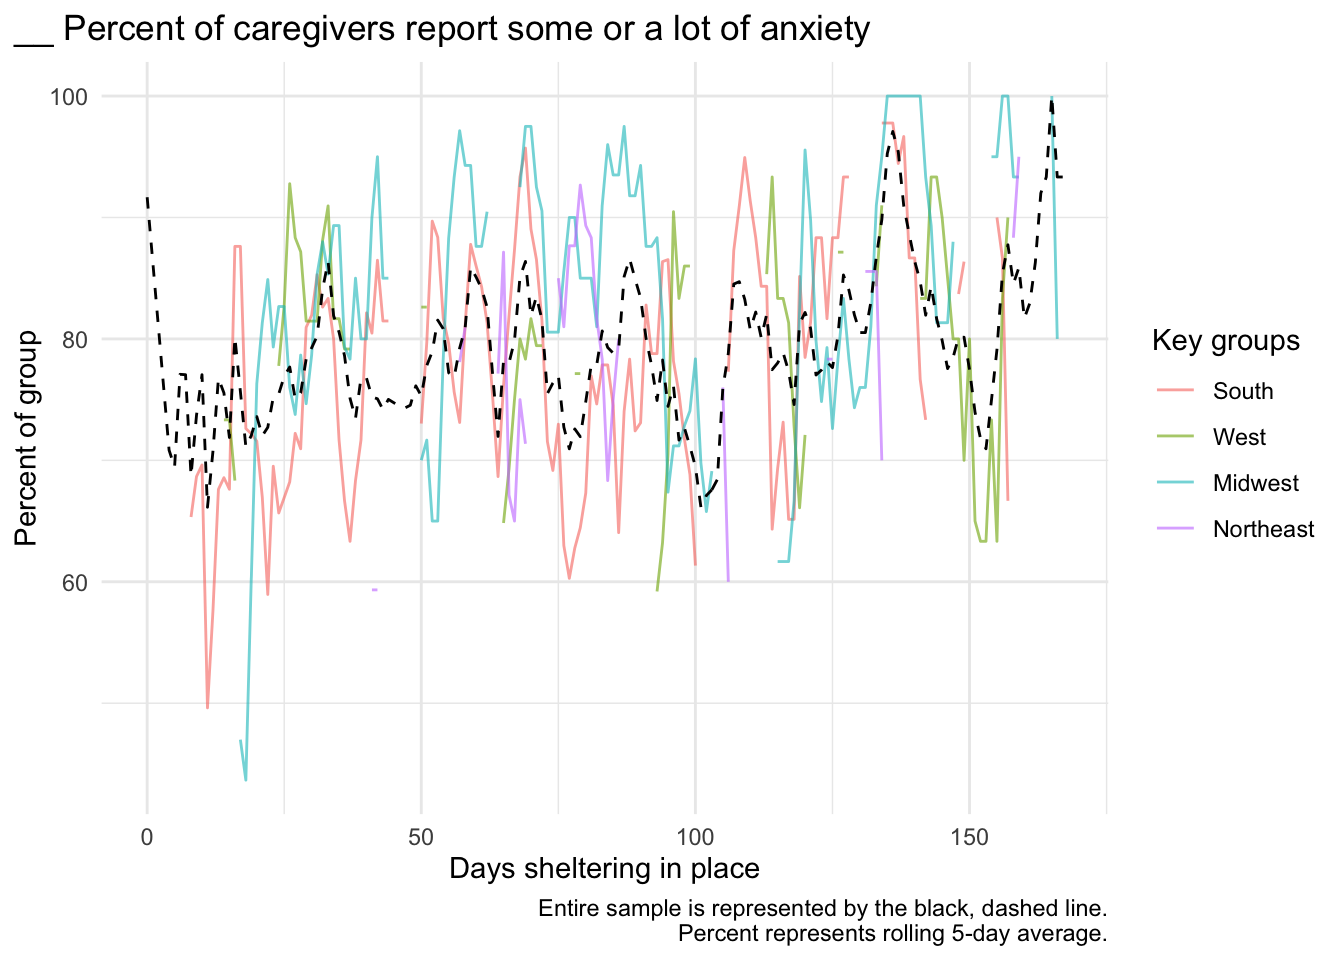 __ Percent of caregivers report some or a lot of anxiety
100
80
60
Percent of group
0 50 100 150
Days sheltering in place
Key groups
South
West
Midwest
Northeast
Entire sample is represented by the black, dashed line.
Percent represents rolling 5-day average.